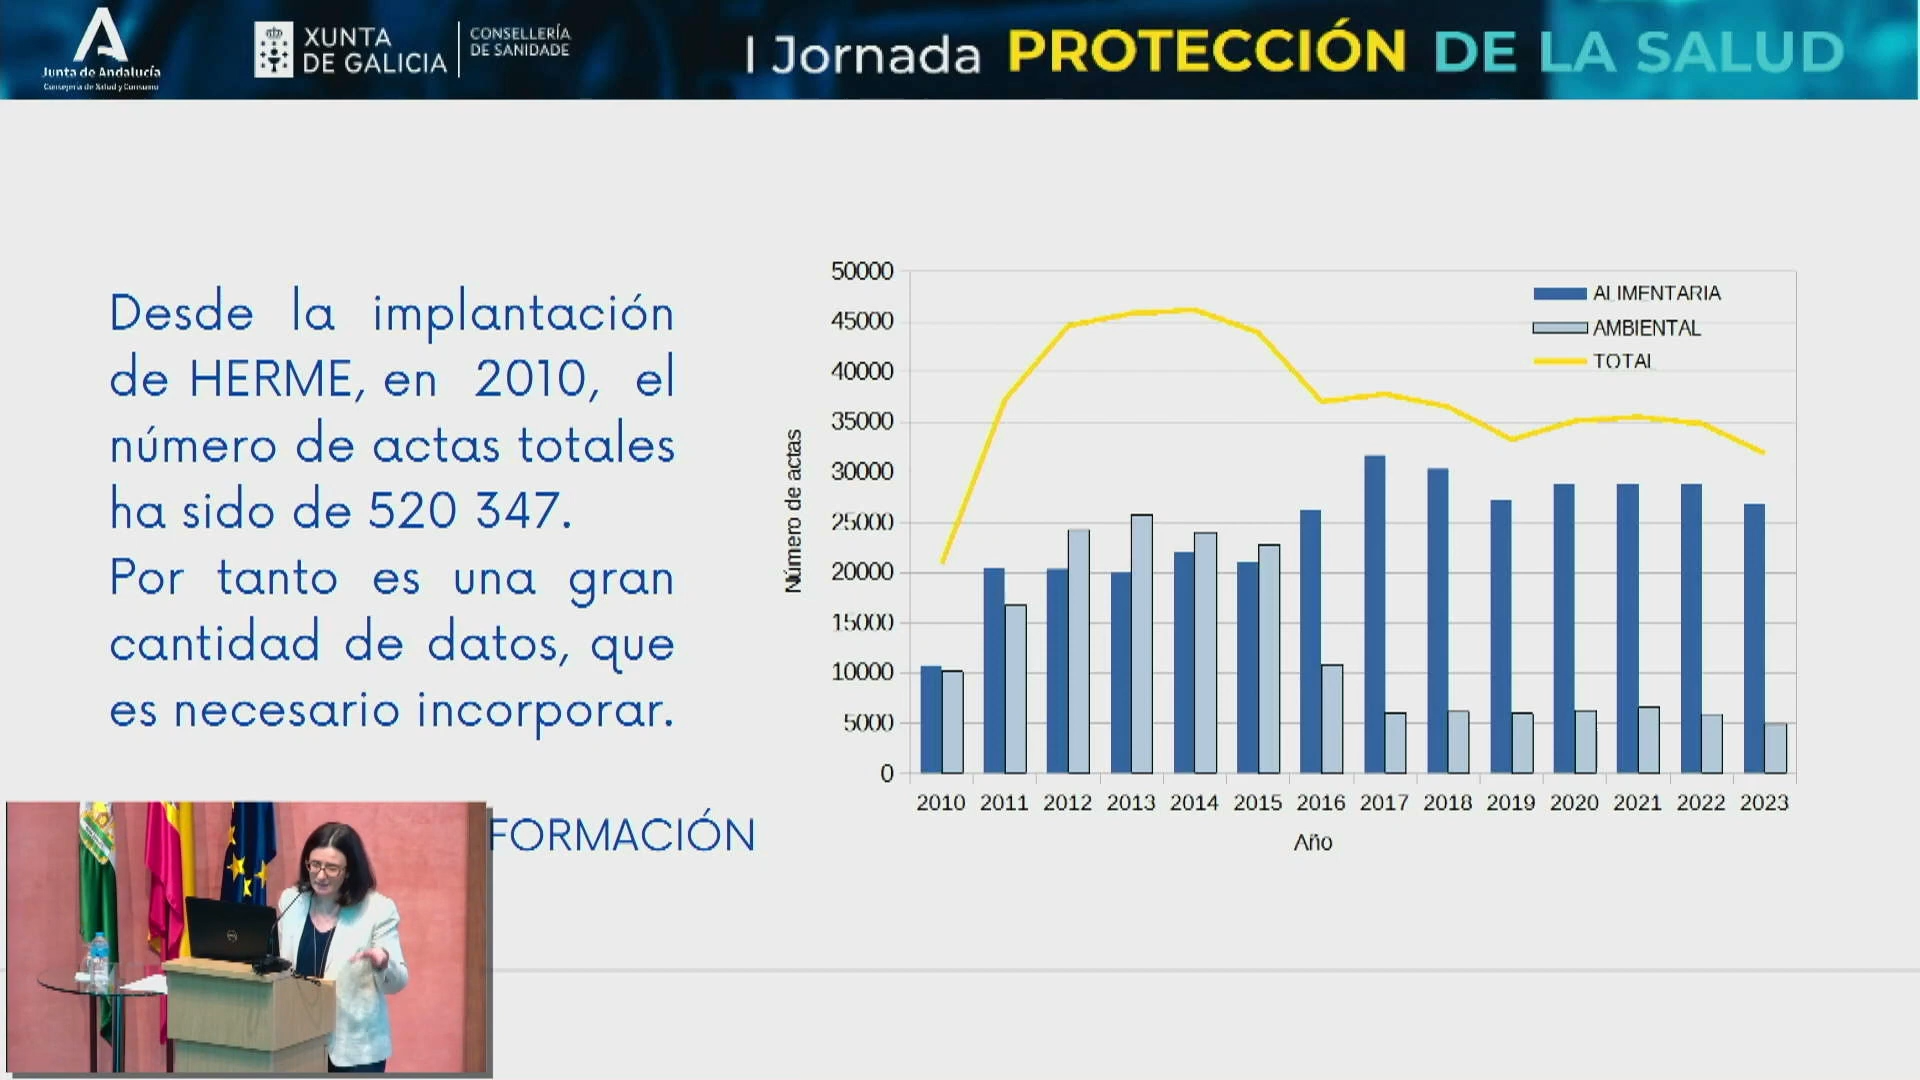 Junta de Andalucía
Consejería de Salud y Consumo
XUNTA
DE GALICIA
CONSELLERÍA
DE SANIDADE
I Jornada PROTECCIÓN DE LA SALUD
Desde la implantación
de HERME, en 2010, el
número de actas totales
ha sido de 520 347.
Por tanto es una gran
cantidad de datos, que
es necesario incorporar.
FORMACIÓN
Número de actas
50000
45000
40000
35000
30000
25000
20000
15000
10000
5000
0
ALIMENTARIA
AMBIENTAL
TOTAL
2010 2011 2012 2013 2014 2015 2016 2017 2018 2019 2020 2021 2022 2023
Año